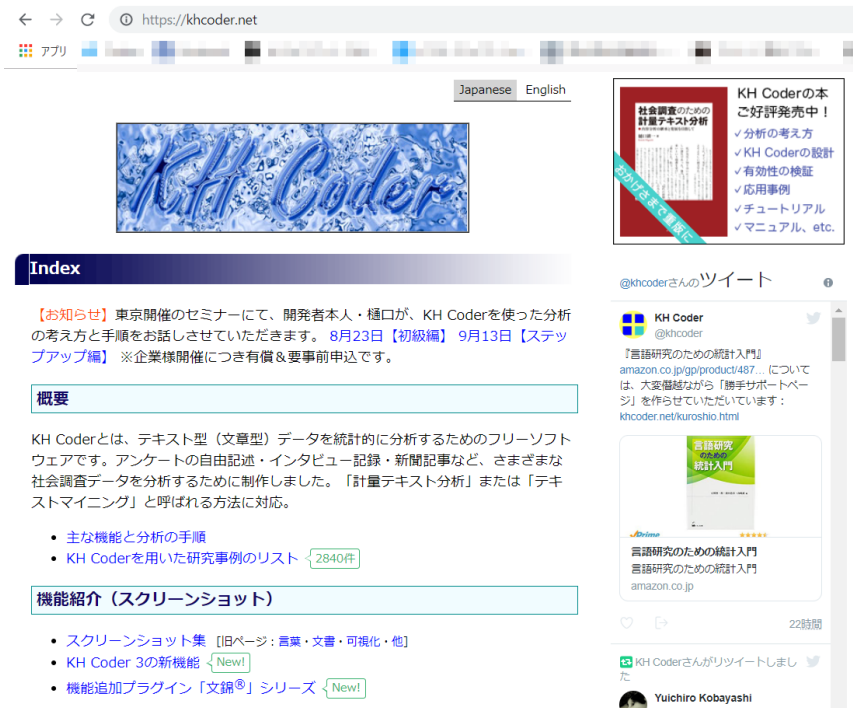 https://khcoder.net
アプリ
Japanese English
KH Coder
Index
【お知らせ】東京開催のセミナーにて、開発者本人・樋口が、KH Coderを使った分析
の考え方と手順をお話しさせていただきます。 8月23日【初級編】 9月13日【ステッ
プアップ編】 ※企業様開催につき有償＆要事前申込です。
概要
KH Coderとは、テキスト型（文章型）データを統計的に分析するためのフリーソフト
ウェアです。アンケートの自由記述・インタビュー記録・新聞記事など、さまざまな
社会調査データを分析するために制作しました。「計量テキスト分析」または「テキ
ストマイニング」と呼ばれる方法に対応。
• 主な機能と分析の手順
• KH Coderを用いた研究事例のリスト 2840件
機能紹介（スクリーンショット）
• スクリーンショット集 [旧ページ：言葉・文書・可視化・他]
• KH Coder 3の新機能 New!
• 機能追加プラグイン「文錦®」シリーズ New!
社会調査のための
計量テキスト分析
おかげさまで重版に
KH Coderの本
ご好評発売中！
✓分析の考え方
✓KH Coderの設計
✓有効性の検証
✓応用事例
✓チュートリアル
✓マニュアル、etc.
@khcoderさんのツイート
KH Coder
@khcoder
『言語研究のための統計入門』
amazon.co.jp/gp/product/487… について
は、大変僭越ながら「勝手サポートペー
ジ」を作らせていただいています：
khcoder.net/kuroshio.html
言語研究
のための
統計入門
Prime
言語研究のための統計入門
言語研究のための統計入門
amazon.co.jp
22時間
KH Coderさんがリツイートしまし
た
Yuichiro Kobayashi